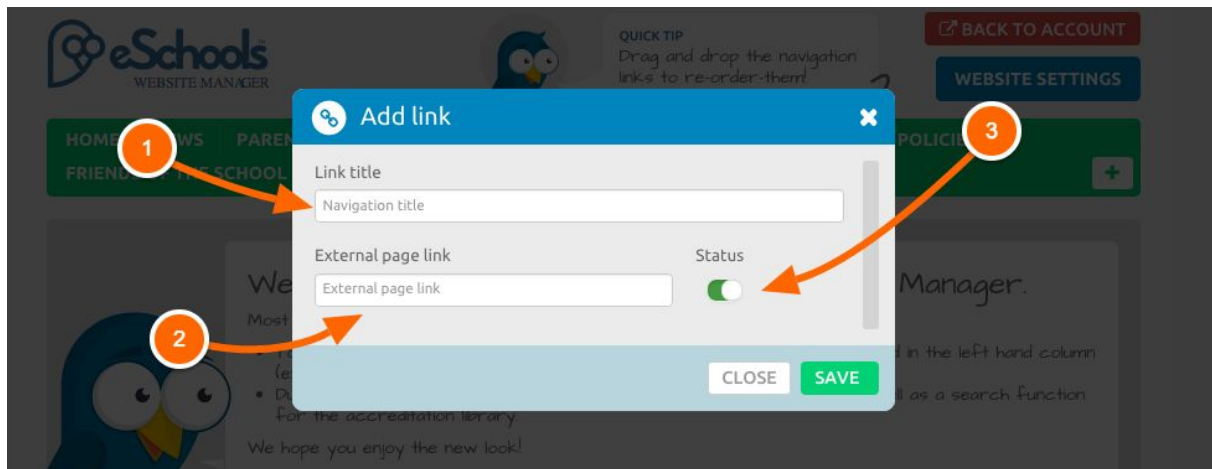 eSchools
WEBSITE MANAGER
QUICK TIP
Drag and drop the navigation
links to re-order them!
BACK TO ACCOUNT
WEBSITE SETTINGS
Add link
1
3
HOME
PAREN
POLICIE
FRIEND THE SCHOOL
+
Link title
Navigation title
External page link
Status
External page link
2
We
Manager.
Most
d in the left hand column
as a search function
for the accreditation library.
We hope you enjoy the new look!
CLOSE
SAVE